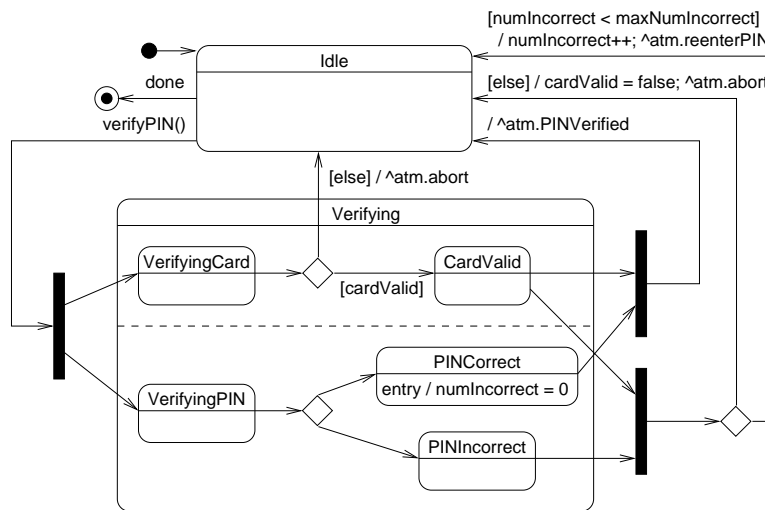 [numIncorrect < maxNumIncorrect]
/ numIncorrect++; ^atm.reenterPIN
Idle
done
[else] / cardValid = false; ^atm.abort
verifyPIN()
/ ^atm.PINVerified
[else] / ^atm.abort
Verifying
VerifyingCard
CardValid
[cardValid]
PINCorrect
entry / numIncorrect = 0
VerifyingPIN
PINIncorrect